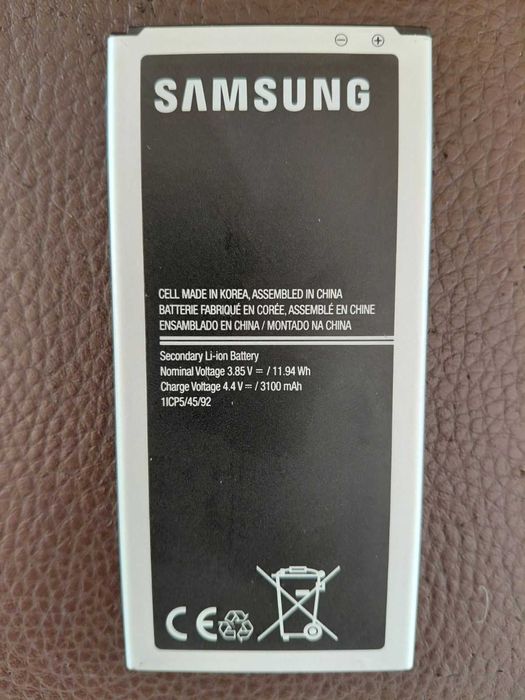 SAMSUNG
CELL MADE IN KOREA, ASSEMBLED IN CHINA
BATTERIE FABRIQUÉ EN CORÉE, ASSEMBLÉ EN CHINE
ENSAMBLADO EN CHINA / MONTADO NA CHINA
Secondary Li-ion Battery
Nominal Voltage 3.85 V ⎓ / 11.94 Wh
Charge Voltage 4.4 V ⎓ / 3100 mAh
1ICP5/45/92
CE